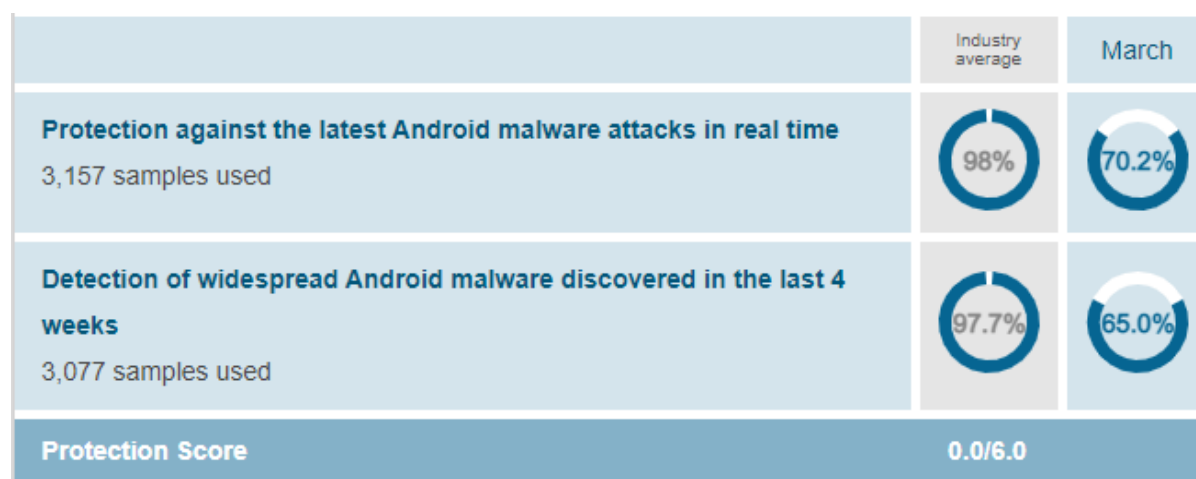 Industry
average
March
Protection against the latest Android malware attacks in real time
3,157 samples used
98%
70.2%
Detection of widespread Android malware discovered in the last 4
weeks
3,077 samples used
97.7%
65.0%
Protection Score
0.0/6.0